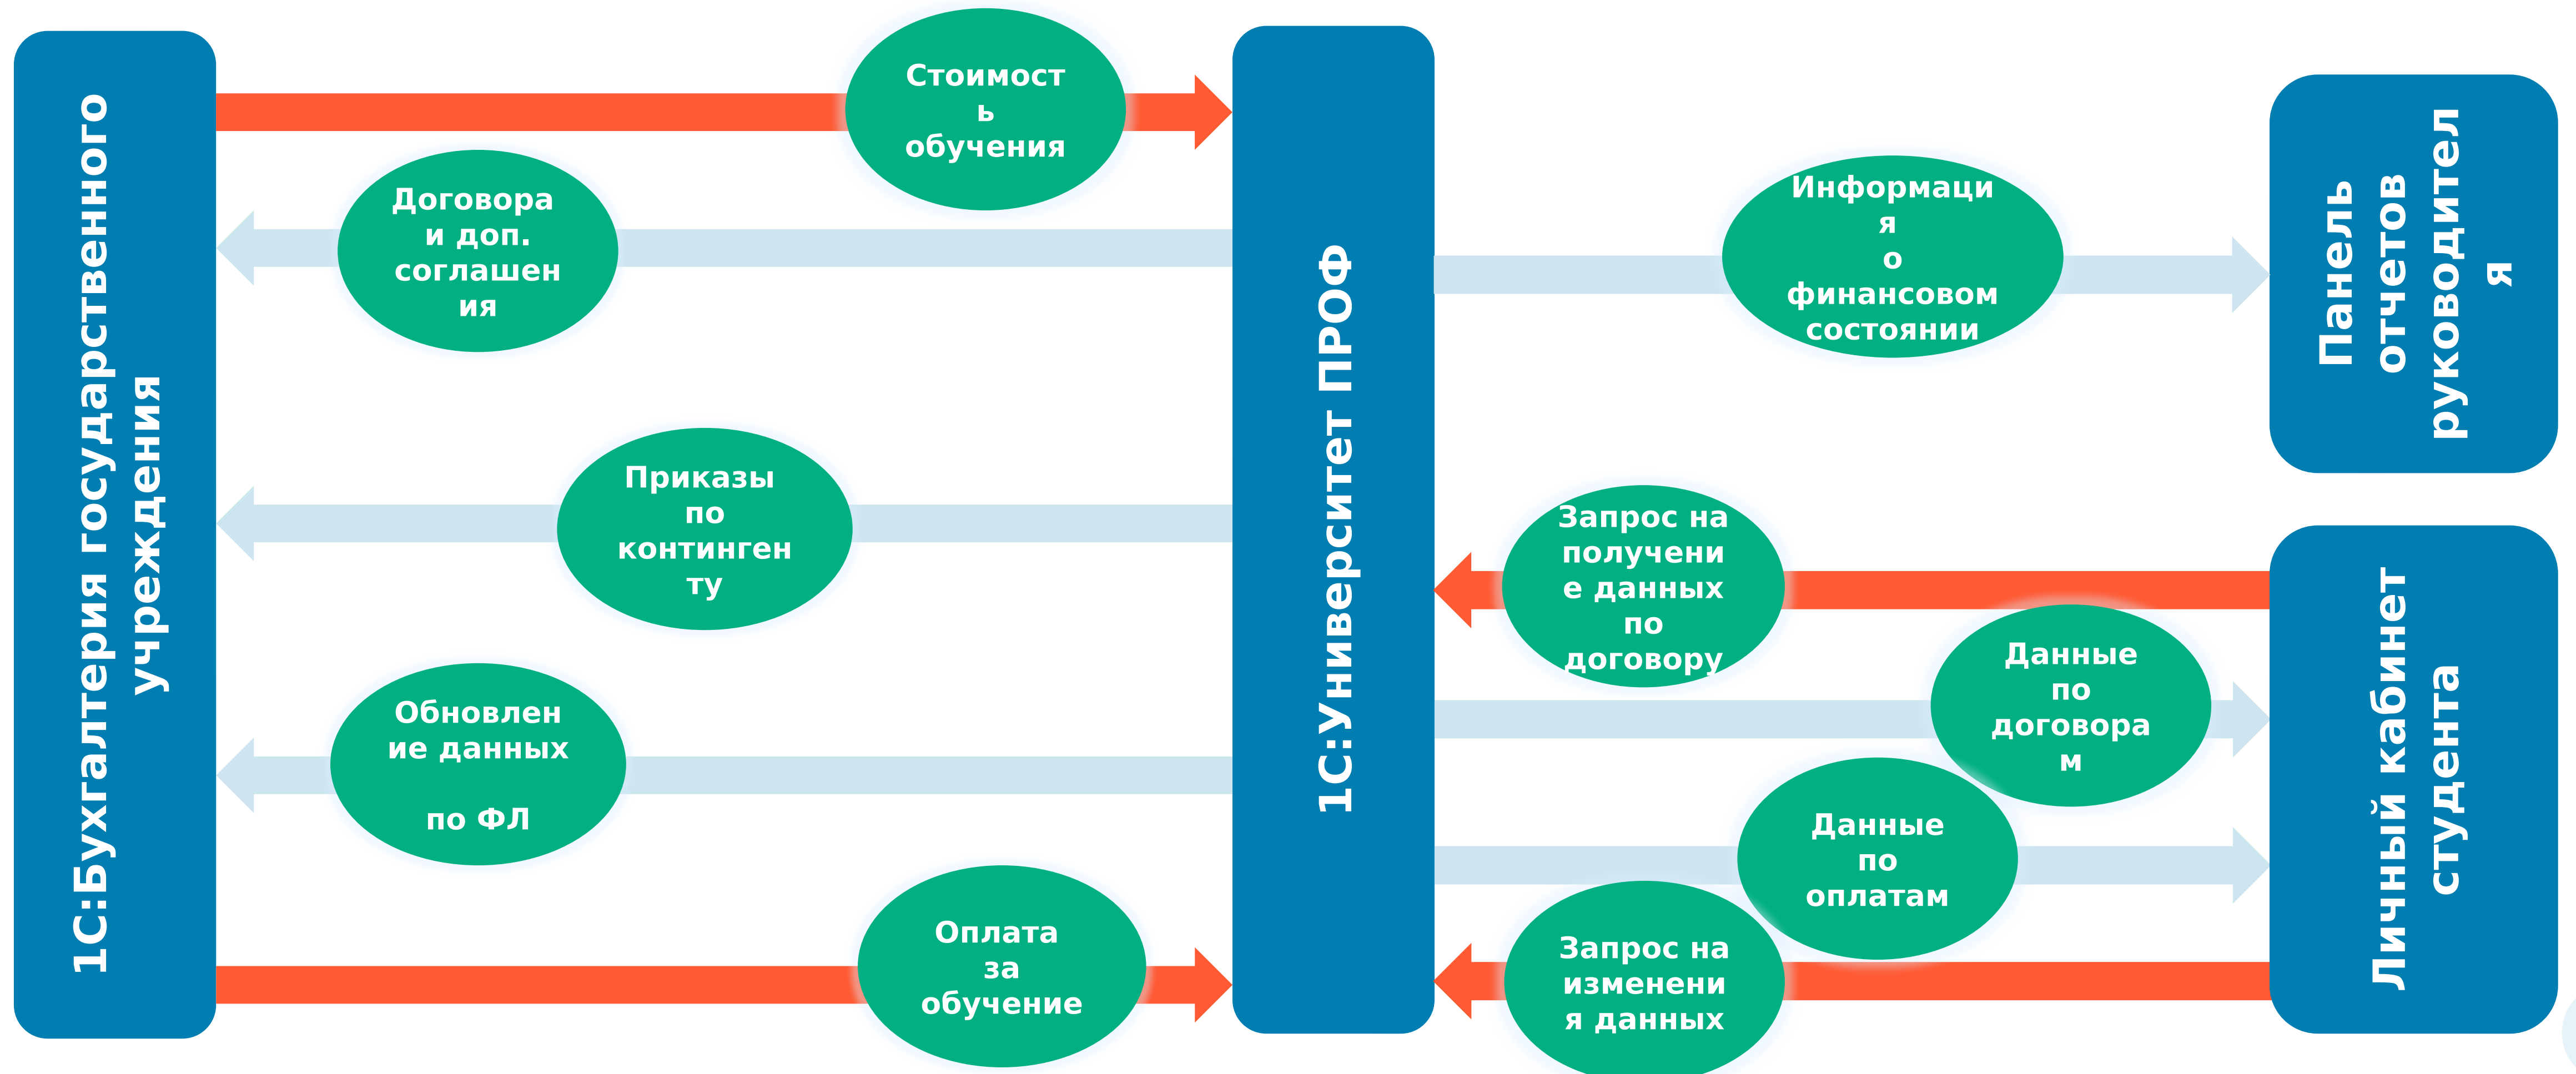 1С:Бухгалтерия государственного
учреждения
Стоимост
ь
обучения
Договора
и доп.
соглашен
ия
Приказы
по
континген
ту
Обновлен
ие данных
по ФЛ
Оплата
за
обучение
1С:Университет ПРОФ
Информаци
я
о
финансовом
состоянии
Запрос на
получени
е данных
по
договору
Данные
по
договора
м
Данные
по
оплатам
Запрос на
изменени
я данных
Панель
отчетов
руководител
я
Личный кабинет
студента